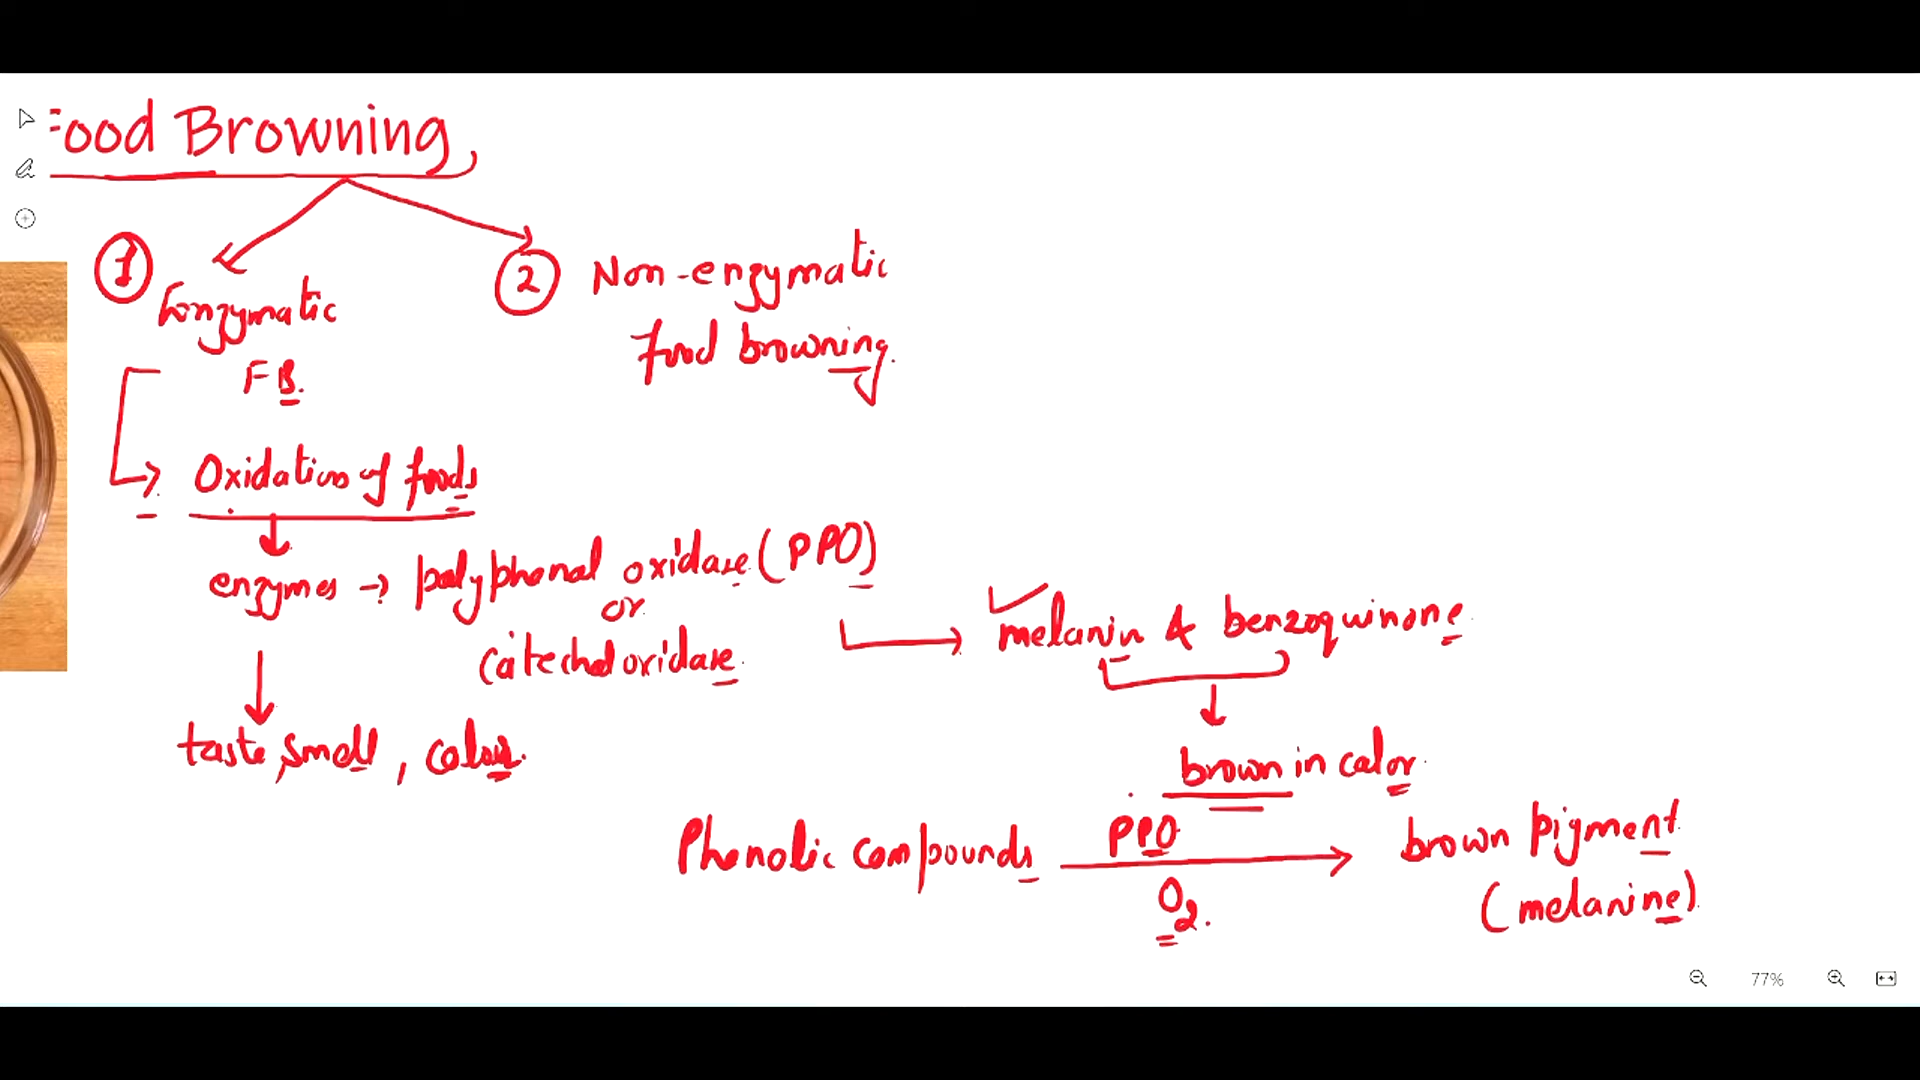 Food Browning,
1 Enzymatic
FB.
2 Non-enzymatic
food browning.
Oxidation of foods
enzymes → polyphenol oxidase (PPO)
or
catechol oxidase.
taste, smell, colour.
melanin & benzoquinone.
brown in color.
Phenolic compounds PPO O2. brown pigment
(melanine)
77%